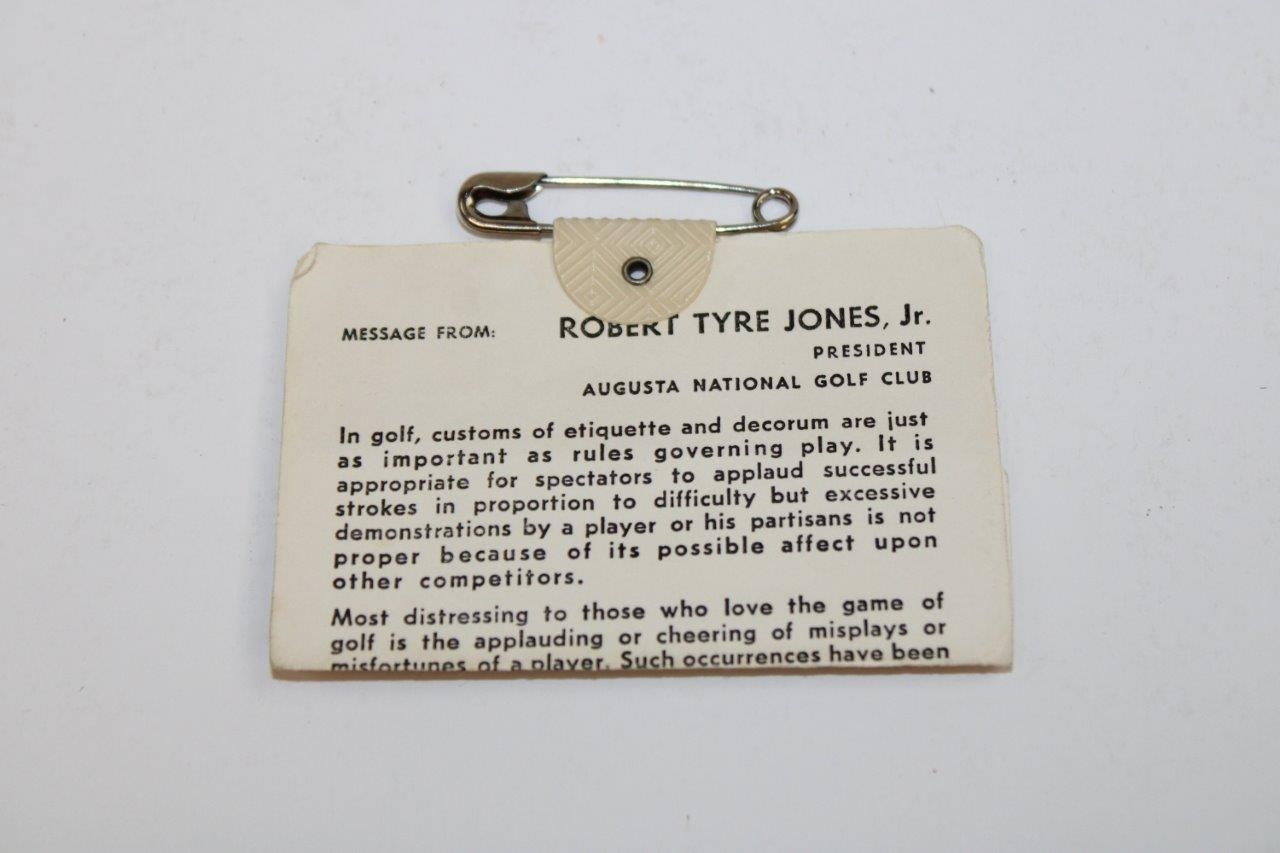 MESSAGE FROM: ROBERT TYRE JONES, Jr.
PRESIDENT
AUGUSTA NATIONAL GOLF CLUB
In golf, customs of etiquette and decorum are just
as important as rules governing play. It is
appropriate for spectators to applaud successful
strokes in proportion to difficulty but excessive
demonstrations by a player or his partisans is not
proper because of its possible affect upon
other competitors.
Most distressing to those who love the game of
golf is the applauding or cheering of misplays or
misfortunes of a player. Such occurrences have been